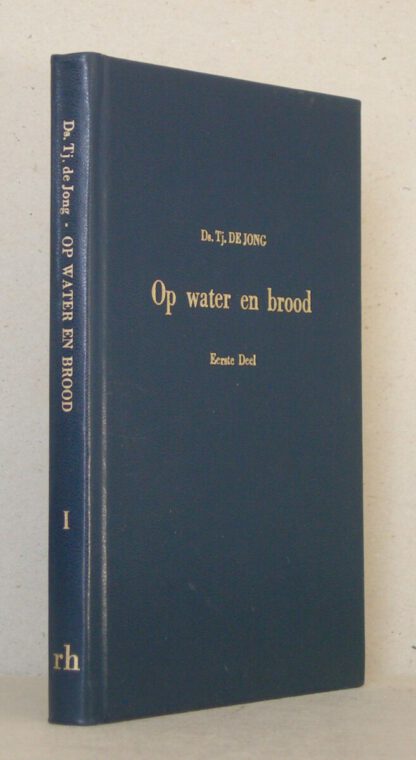 Ds. Tj. de Jong - OP WATER EN BROOD
I
rh
Ds. Tj. DE JONG
Op water en brood
Eerste Deel